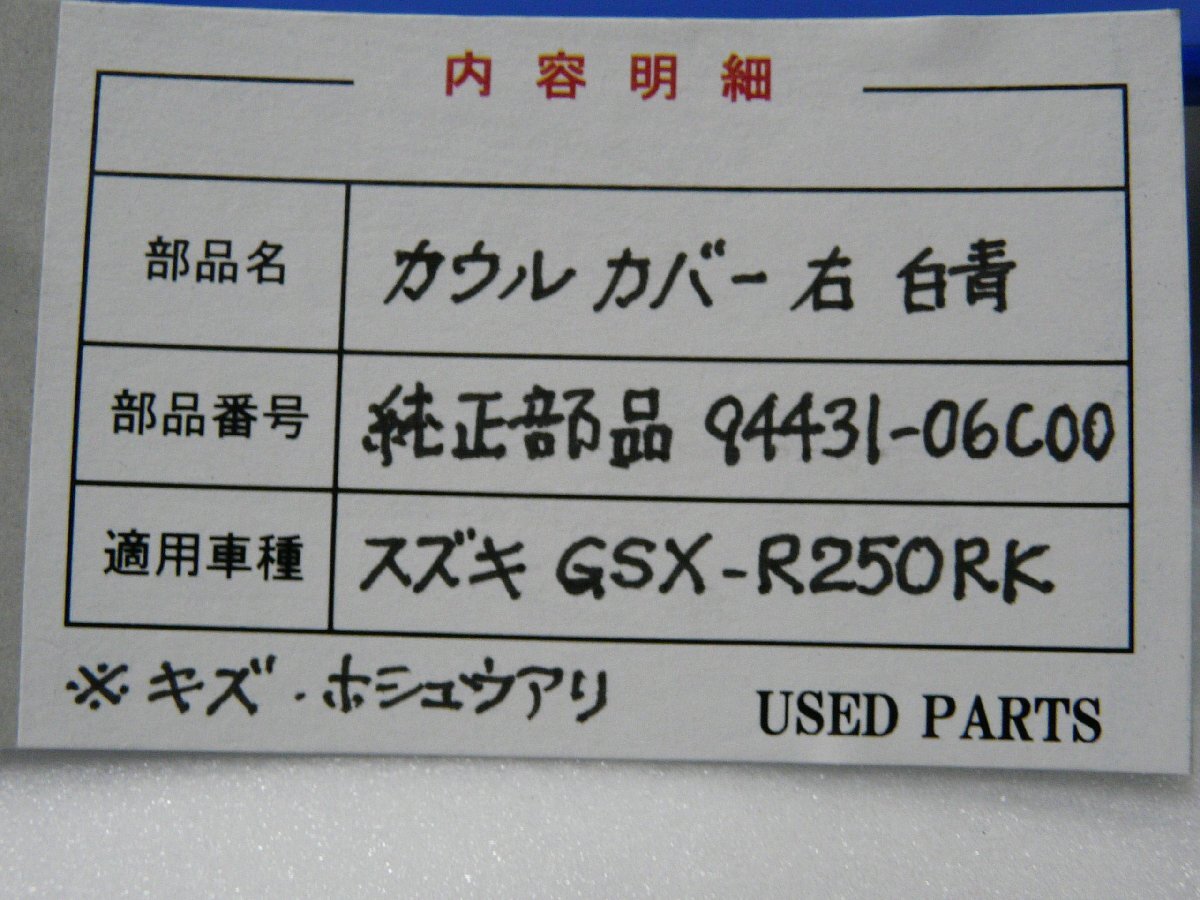 内容明細
部品名 カウル カバー 右 白青
部品番号 純正部品 94431-06C00
適用車種 スズキ GSX-R250RK
※キズ・ホシュウアリ
USED PARTS